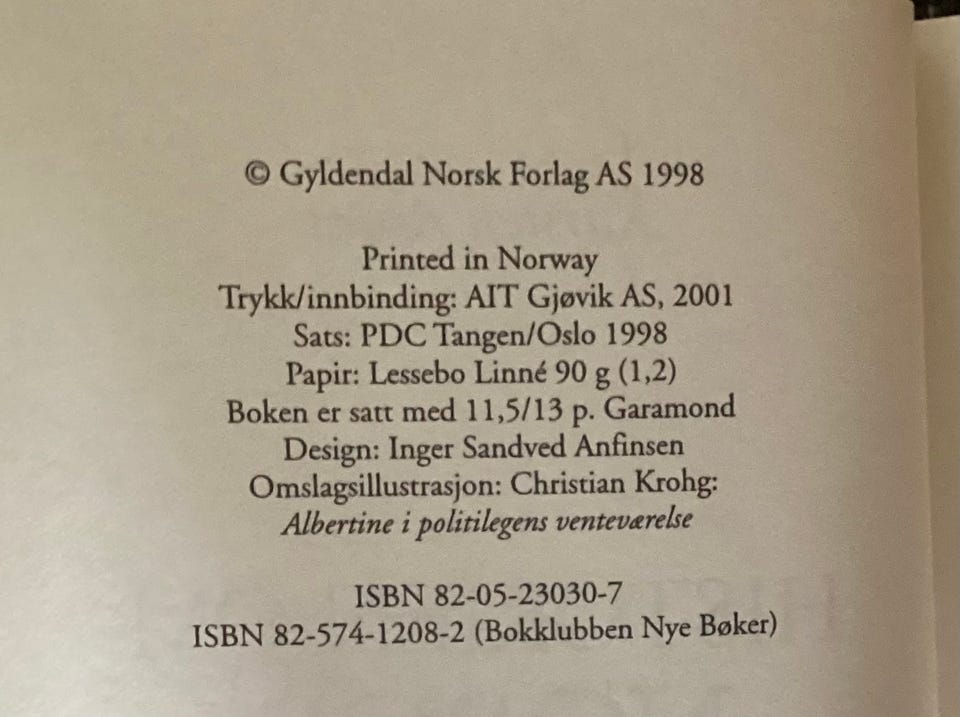 © Gyldendal Norsk Forlag AS 1998
Printed in Norway
Trykk/innbinding: AIT Gjøvik AS, 2001
Sats: PDC Tangen/Oslo 1998
Papir: Lessebo Linné 90 g (1,2)
Boken er satt med 11,5/13 p. Garamond
Design: Inger Sandved Anfinsen
Omslagsillustrasjon: Christian Krohg:
Albertine i politilegens venteværelse
ISBN 82-05-23030-7
ISBN 82-574-1208-2 (Bokklubben Nye Bøker)